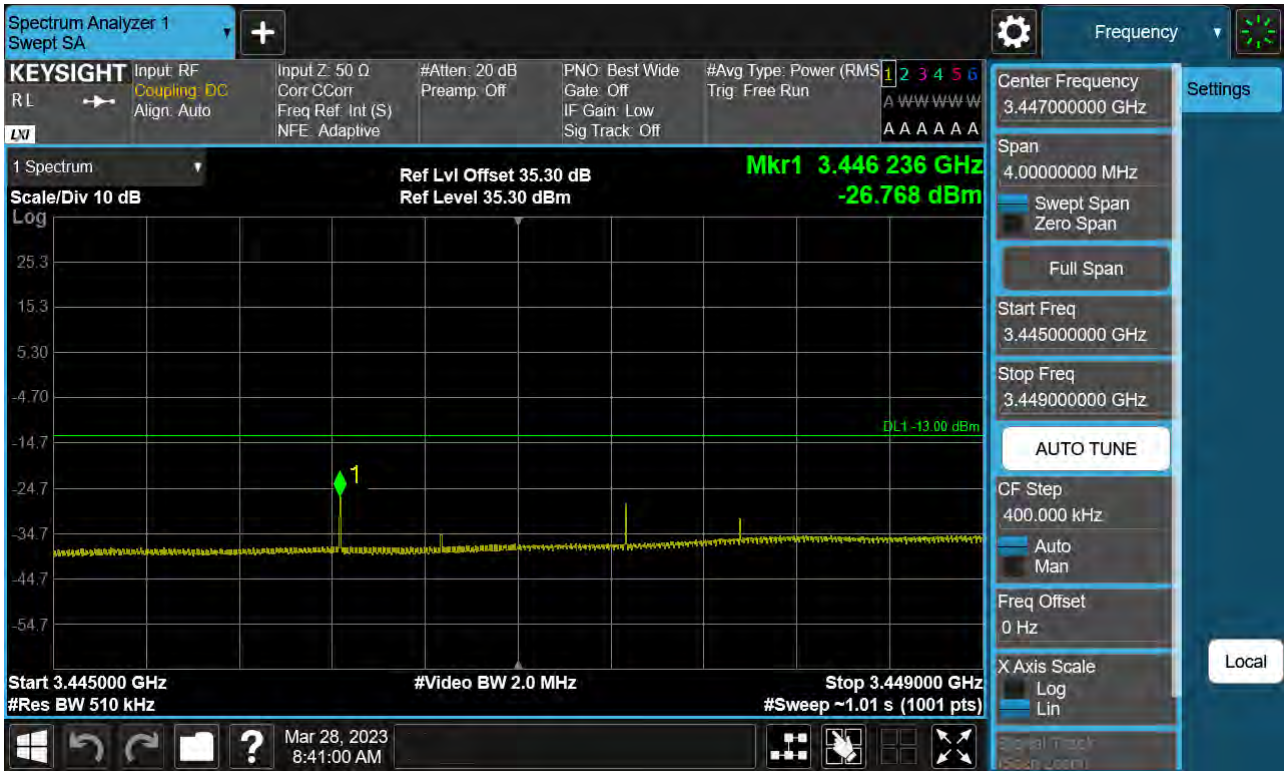 Spectrum Analyzer 1
Swept SA
+
Frequency
KEYSIGHT
RL
LXI
Input: RF
Coupling: DC
Align: Auto
Input Z: 50 Ω
Corr CCorr
Freq Ref: Int (S)
NFE: Adaptive
#Atten: 20 dB
Preamp: Off
PNO: Best Wide
Gate: Off
IF Gain: Low
Sig Track: Off
#Avg Type: Power (RMS
Trig: Free Run
1 2 3 4 5 6
A W W W W W
A A A A A A
1 Spectrum
Scale/Div 10 dB
Log
Ref Lvl Offset 35.30 dB
Ref Level 35.30 dBm
Mkr1 3.446 236 GHz
-26.768 dBm
25.3
15.3
5.30
-4.70
DL1 -13.00 dBm
-14.7
1
-24.7
-34.7
-44.7
-54.7
Start 3.445000 GHz
#Res BW 510 kHz
#Video BW 2.0 MHz
Stop 3.449000 GHz
#Sweep ~1.01 s (1001 pts)
Center Frequency
3.447000000 GHz
Settings
Span
4.00000000 MHz
Swept Span
Zero Span
Full Span
Start Freq
3.445000000 GHz
Stop Freq
3.449000000 GHz
AUTO TUNE
CF Step
400.000 kHz
Auto
Man
Freq Offset
0 Hz
X Axis Scale
Log
Lin
Local
Signal Track
(Span Zoom)
?
Mar 28, 2023
8:41:00 AM